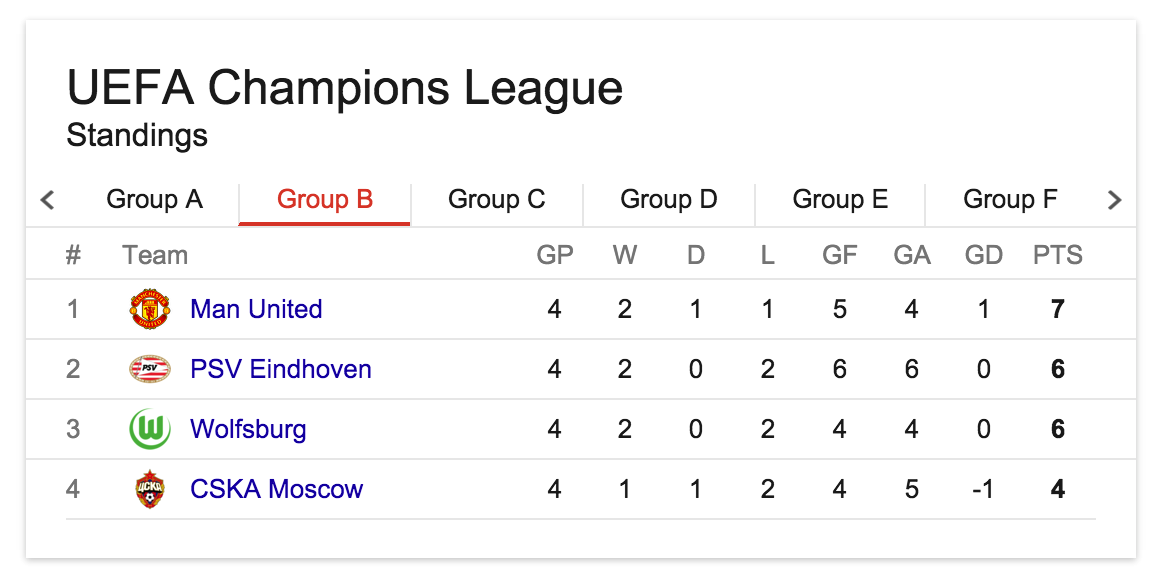 UEFA Champions League
Standings
Group A Group B Group C Group D Group E Group F
# Team GP W D L GF GA GD PTS
1 Man United 4 2 1 1 5 4 1 7
2 PSV Eindhoven 4 2 0 2 6 6 0 6
3 Wolfsburg 4 2 0 2 4 4 0 6
4 CSKA Moscow 4 1 1 2 4 5 -1 4